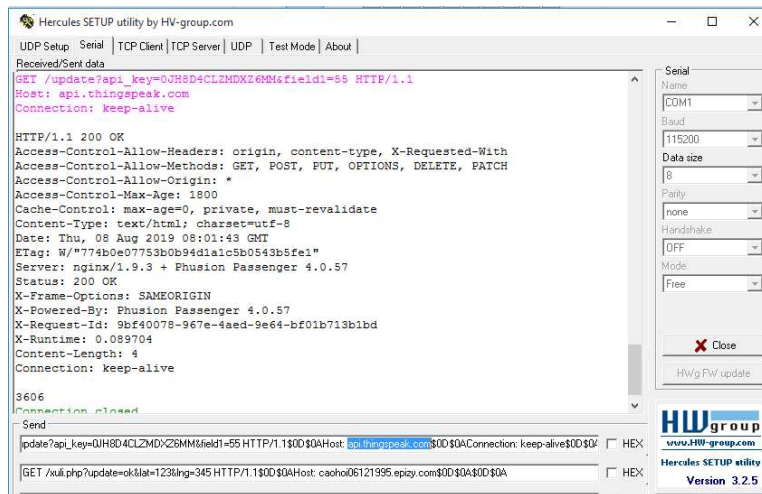 Hercules SETUP utility by HV-group.com
UDP Setup Serial TCP Client TCP Server UDP Test Mode About
Received/Sent data
GET /update?api_key=0JH8D4CLZMDXZ6MM&field1=55 HTTP/1.1
Host: api.thingspeak.com
Connection: keep-alive
HTTP/1.1 200 OK
Access-Control-Allow-Headers: origin, content-type, X-Requested-With
Access-Control-Allow-Methods: GET, POST, PUT, OPTIONS, DELETE, PATCH
Access-Control-Allow-Origin: *
Access-Control-Max-Age: 1800
Cache-Control: max-age=0, private, must-revalidate
Content-Type: text/html; charset=utf-8
Date: Thu, 08 Aug 2019 08:01:43 GMT
ETag: W/"774b0e07753b0b94d1a1c5b0543b5fe1"
Server: nginx/1.9.3 + Phusion Passenger 4.0.57
Status: 200 OK
X-Frame-Options: SAMEORIGIN
X-Powered-By: Phusion Passenger 4.0.57
X-Request-Id: 9bf40078-967e-4aed-9e64-bf01b713b1bd
X-Runtime: 0.089704
Content-Length: 4
Connection: keep-alive
3606
Connection closed
Send
pdate?api_key=0JH8D4CLZMDXZ6MM&field1=55 HTTP/1.1$0D$0AHost: api.thingspeak.com$0D$0AConnection: keep-alive$0D$0A HEX
GET /xuli.php?update=ok&lat=123&lng=345 HTTP/1.1$0D$0AHost: caohoi06121995.epizy.com$0D$0A$0D$0A HEX
Serial
Name
COM1
Baud
115200
Data size
8
Parity
none
Handshake
OFF
Mode
Free
Close
HWg FW update
HW group
www.HW-group.com
Hercules SETUP utility
Version 3.2.5